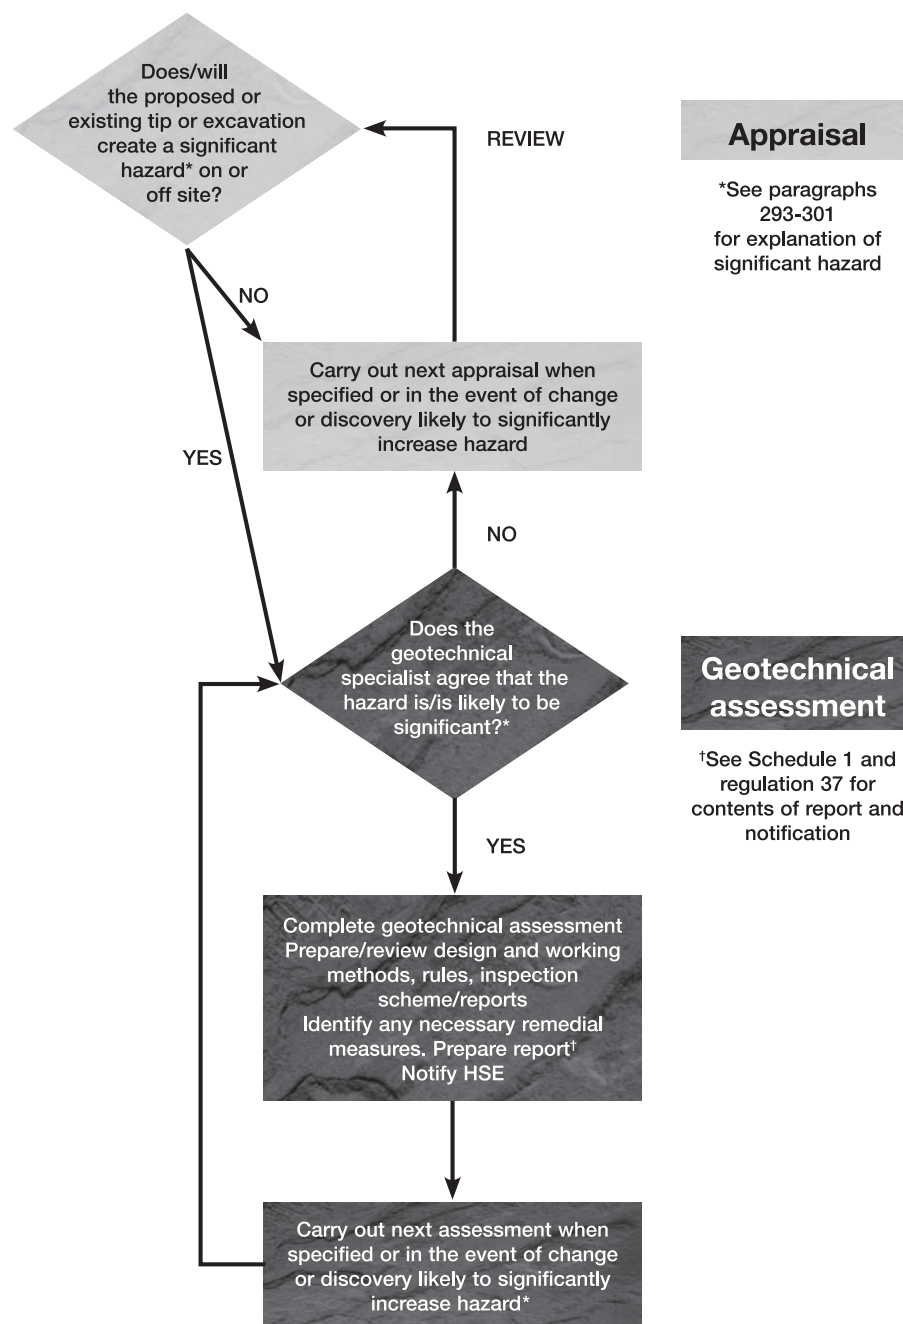 Does/will
the proposed or
existing tip or excavation
create a significant
hazard* on or
off site?
REVIEW
Appraisal
*See paragraphs
293-301
for explanation of
significant hazard
NO
Carry out next appraisal when
specified or in the event of change
or discovery likely to significantly
increase hazard
YES
NO
Does the
geotechnical
specialist agree that the
hazard is/is likely to be
significant?*
Geotechnical
assessment
†See Schedule 1 and
regulation 37 for
contents of report and
notification
YES
Complete geotechnical assessment
Prepare/review design and working
methods, rules, inspection
scheme/reports
Identify any necessary remedial
measures. Prepare report†
Notify HSE
Carry out next assessment when
specified or in the event of change
or discovery likely to significantly
increase hazard*